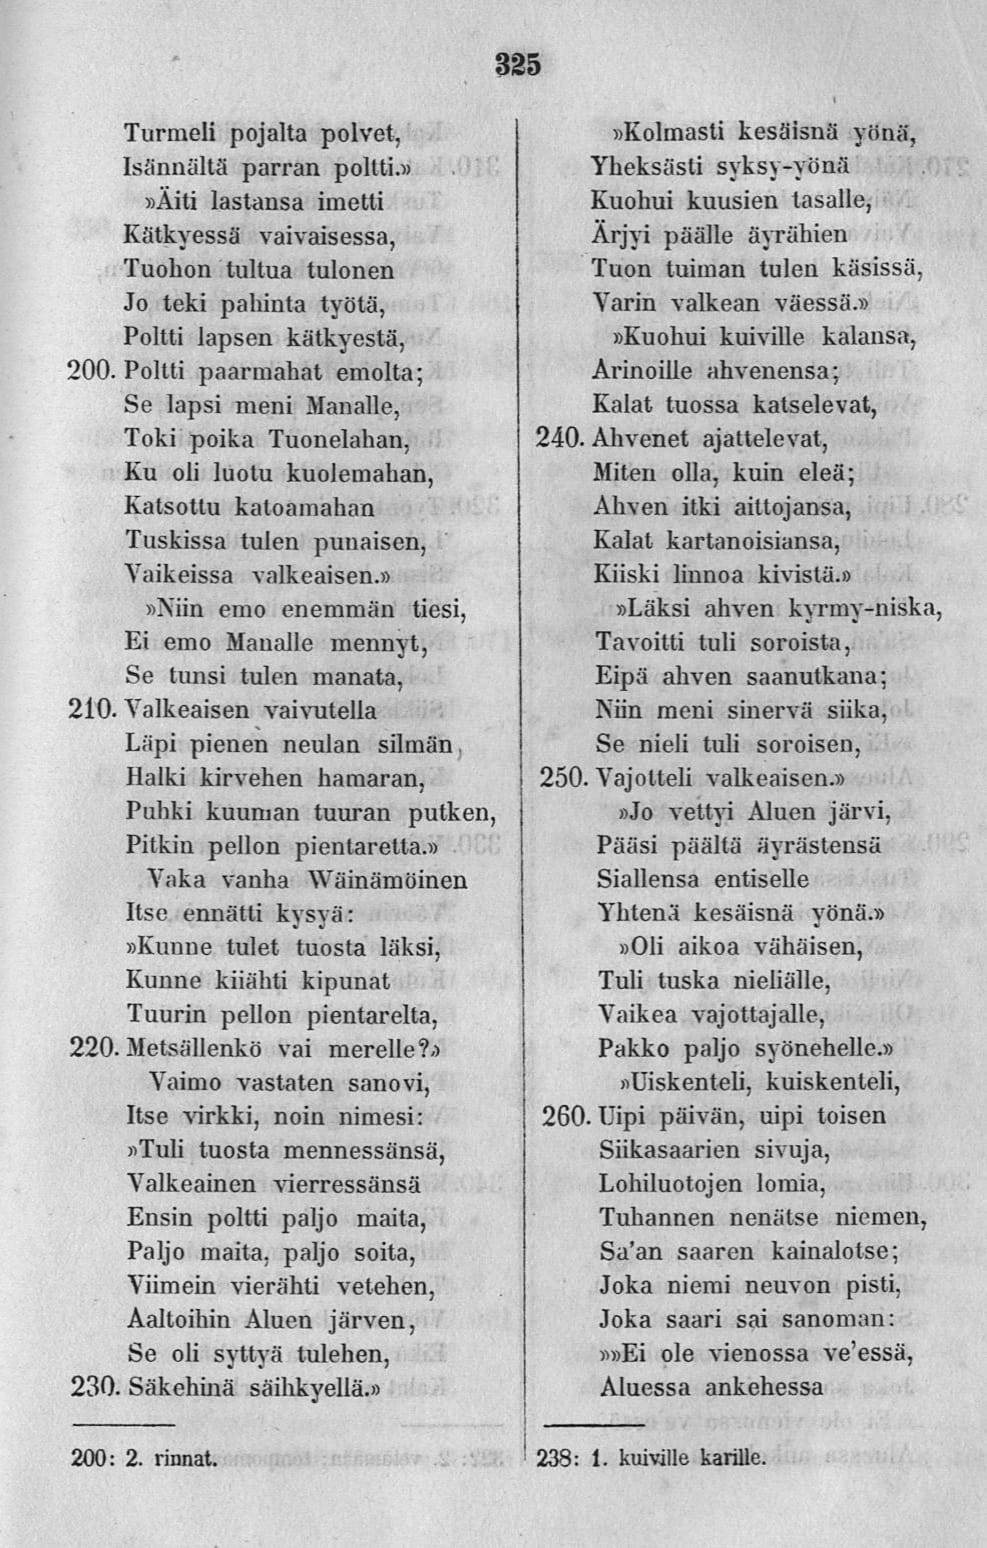 325
Turmeli pojalta polvet,
Isännältä parran poltti.»
»Äiti lastansa imetti
Kätkyessä vaivaisessa,
Tuohon tultua tulonen
Jo teki pahinta työtä,
Poltti lapsen kätkyestä,
200. Poltti paarmahat emolta;
Se lapsi meni Manalle,
Toki poika Tuonelahan,
Ku oli luotu kuolemahan,
Katsottu katoamahan
Tuskissa tulen punaisen,
Vaikeissa valkeaisen.»
»Niin emo enemmän tiesi,
Ei emo Manalle mennyt,
Se tunsi tulen manata,
210. Valkeaisen vaivutella
Läpi pienen neulan silmän,
Halki kirvehen hamaran,
Puhki kuuman tuuran putken,
Pitkin pellon pientaretta.»
Vaka vanha Wäinämöinen
Itse ennätti kysyä:
»Kunne tulet tuosta läksi,
Kunne kiiähti kipunat
Tuurin pellon pientarelta,
220. Metsällenkö vai merelle?»
Vaimo vastaten sanovi,
Itse virkki, noin nimesi:
»Tuli tuosta mennessänsä,
Valkeainen vierressänsä
Ensin poltti paljo maita,
Paljo maita, paljo soita,
Viimein vierähti vetehen,
Aaltoihin Aluen järven,
Se oli syttyä tulehen,
230. Säkehinä säihkyellä.»
200: 2. rinnat.
»Kolmasti kesäisnä yönä,
Yheksästi syksy-yönä
Kuohui kuusien tasalle,
Ärjyi päälle äyrähien
Tuon tuiman tulen käsissä,
Varin valkean väessä.»
»Kuohui kuiville kalansa,
Arinoille ahvenensa;
Kalat tuossa katselevat,
240. Ahvenet ajattelevat,
Miten olla, kuin eleä;
Ahven itki aittojansa,
Kalat kartanoisiansa,
Kiiski linnoa kivistä.»
»Läksi ahven kyrmy-niska,
Tavoitti tuli soroista,
Eipä ahven saanutkana;
Niin meni sinervä siika,
Se nieli tuli soroisen,
250. Vajotteli valkeaisen.»
»Jo vettyi Aluen järvi,
Pääsi päältä äyrästensä
Siallensa entiselle
Yhtenä kesäisnä yönä.»
»Oli aikoa vähäisen,
Tuli tuska nieliälle,
Vaikea vajottajalle,
Pakko paljo syönehelle.»
»Uiskenteli, kuiskenteli,
260. Uipi päivän, uipi toisen
Siikasaarien sivuja,
Lohiluotojen lomia,
Tuhannen nenätse niemen,
Sa'an saaren kainalotse;
Joka niemi neuvon pisti,
Joka saari sai sanoman:
»»Ei ole vienossa ve'essä,
Aluessa ankehessa
238: 1. kuiville karille.